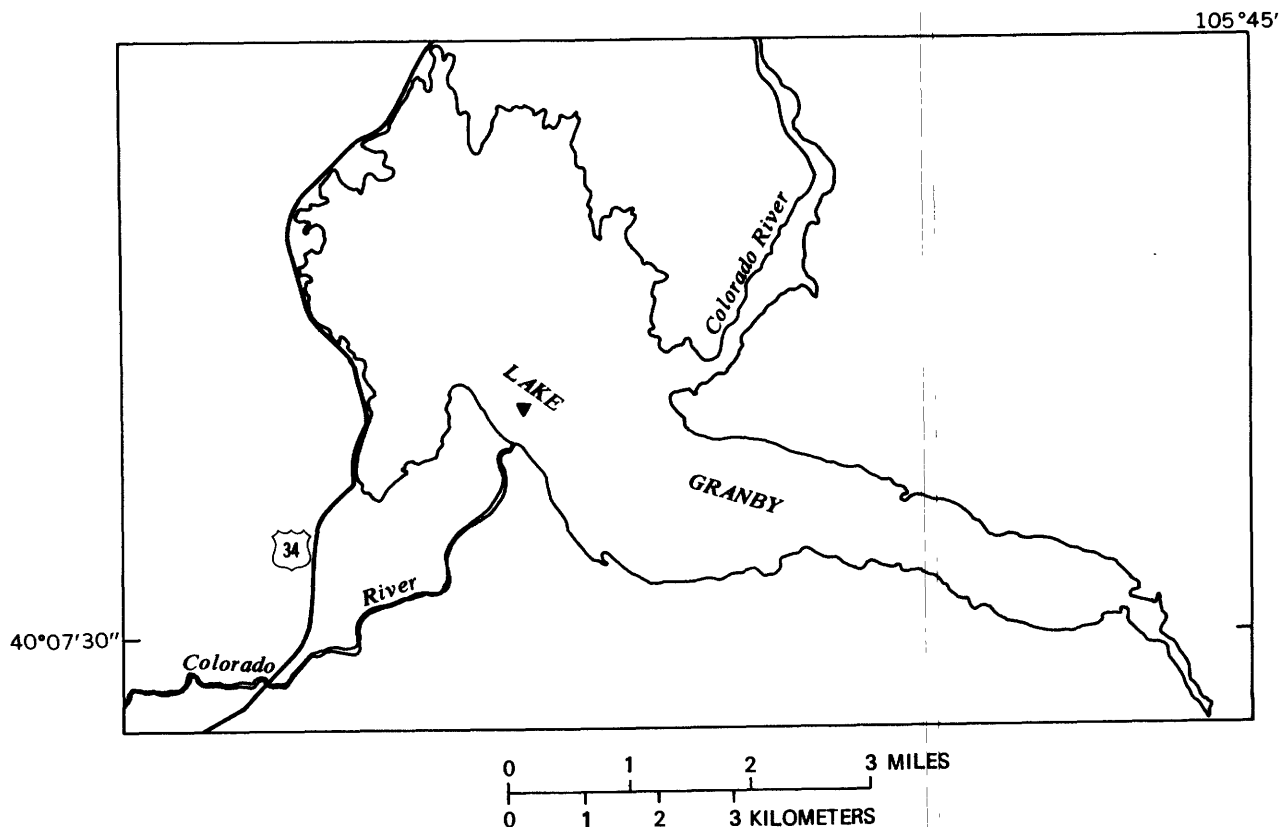 105°45'
Colorado River
LAKE
GRANBY
34
River
40°07'30"
Colorado
0 1 2 3 MILES
0 1 2 3 KILOMETERS